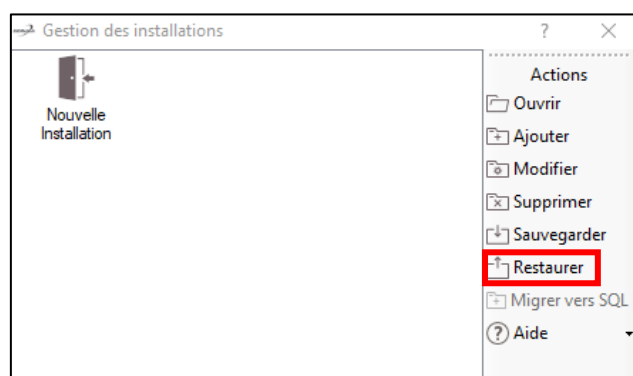 Gestion des installations
Nouvelle
Installation
Actions
Ouvrir
Ajouter
Modifier
Supprimer
Sauvegarder
Restaurer
Migrer vers SQL
Aide